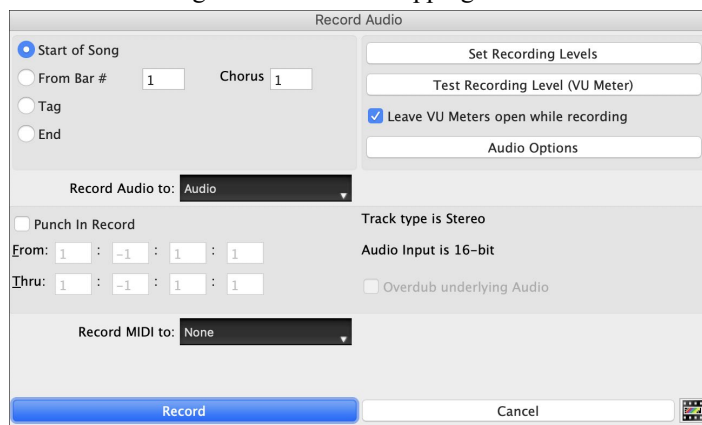 Record Audio
Start of Song
From Bar # 1 Chorus 1
Tag
End
Set Recording Levels
Test Recording Level (VU Meter)
Leave VU Meters open while recording
Audio Options
Record Audio to: Audio
Punch In Record
From: 1 : -1 : 1 : 1
Thru: 1 : -1 : 1 : 1
Track type is Stereo
Audio Input is 16-bit
Overdub underlying Audio
Record MIDI to: None
Record
Cancel